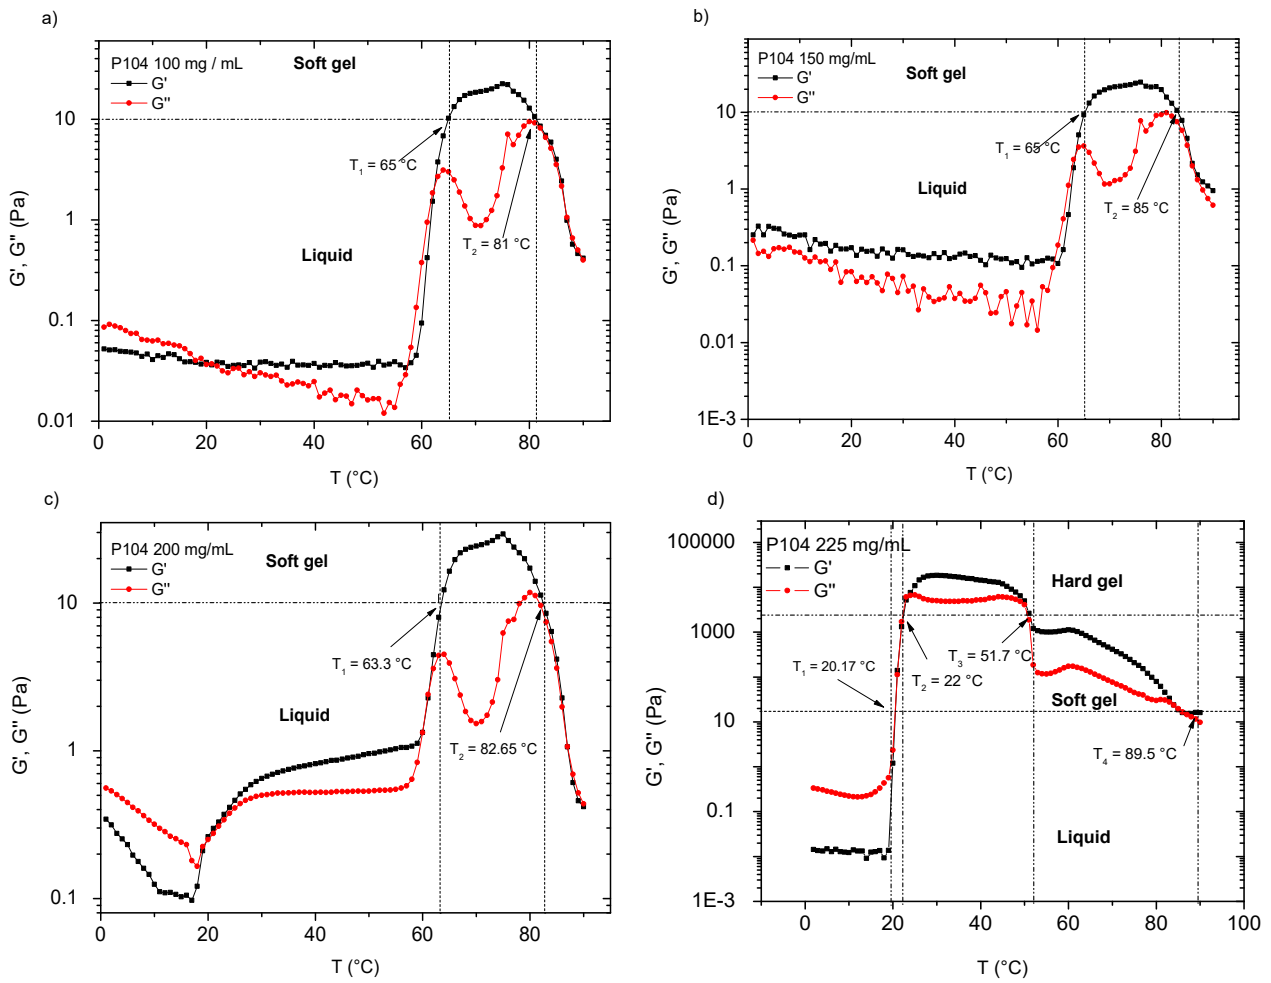 a)
P104 100 mg / mL
G'
G''
Soft gel
Liquid
T1 = 65 °C
T2 = 81 °C
10
1
0.1
0.01
0 20 40 60 80
G', G'' (Pa)
T (°C)
b)
P104 150 mg/mL
G'
G''
Soft gel
Liquid
T1 = 65 °C
T2 = 85 °C
10
1
0.1
0.01
1E-3
0 20 40 60 80
G', G'' (Pa)
T (°C)
c)
P104 200 mg/mL
G'
G''
Soft gel
Liquid
T1 = 63.3 °C
T2 = 82.65 °C
10
1
0.1
0 20 40 60 80
G', G'' (Pa)
T (°C)
d)
P104 225 mg/mL
G'
G''
Hard gel
Soft gel
Liquid
T1 = 20.17 °C
T2 = 22 °C
T3 = 51.7 °C
T4 = 89.5 °C
100000
1000
10
0.1
1E-3
0 20 40 60 80 100
G', G'' (Pa)
T (°C)